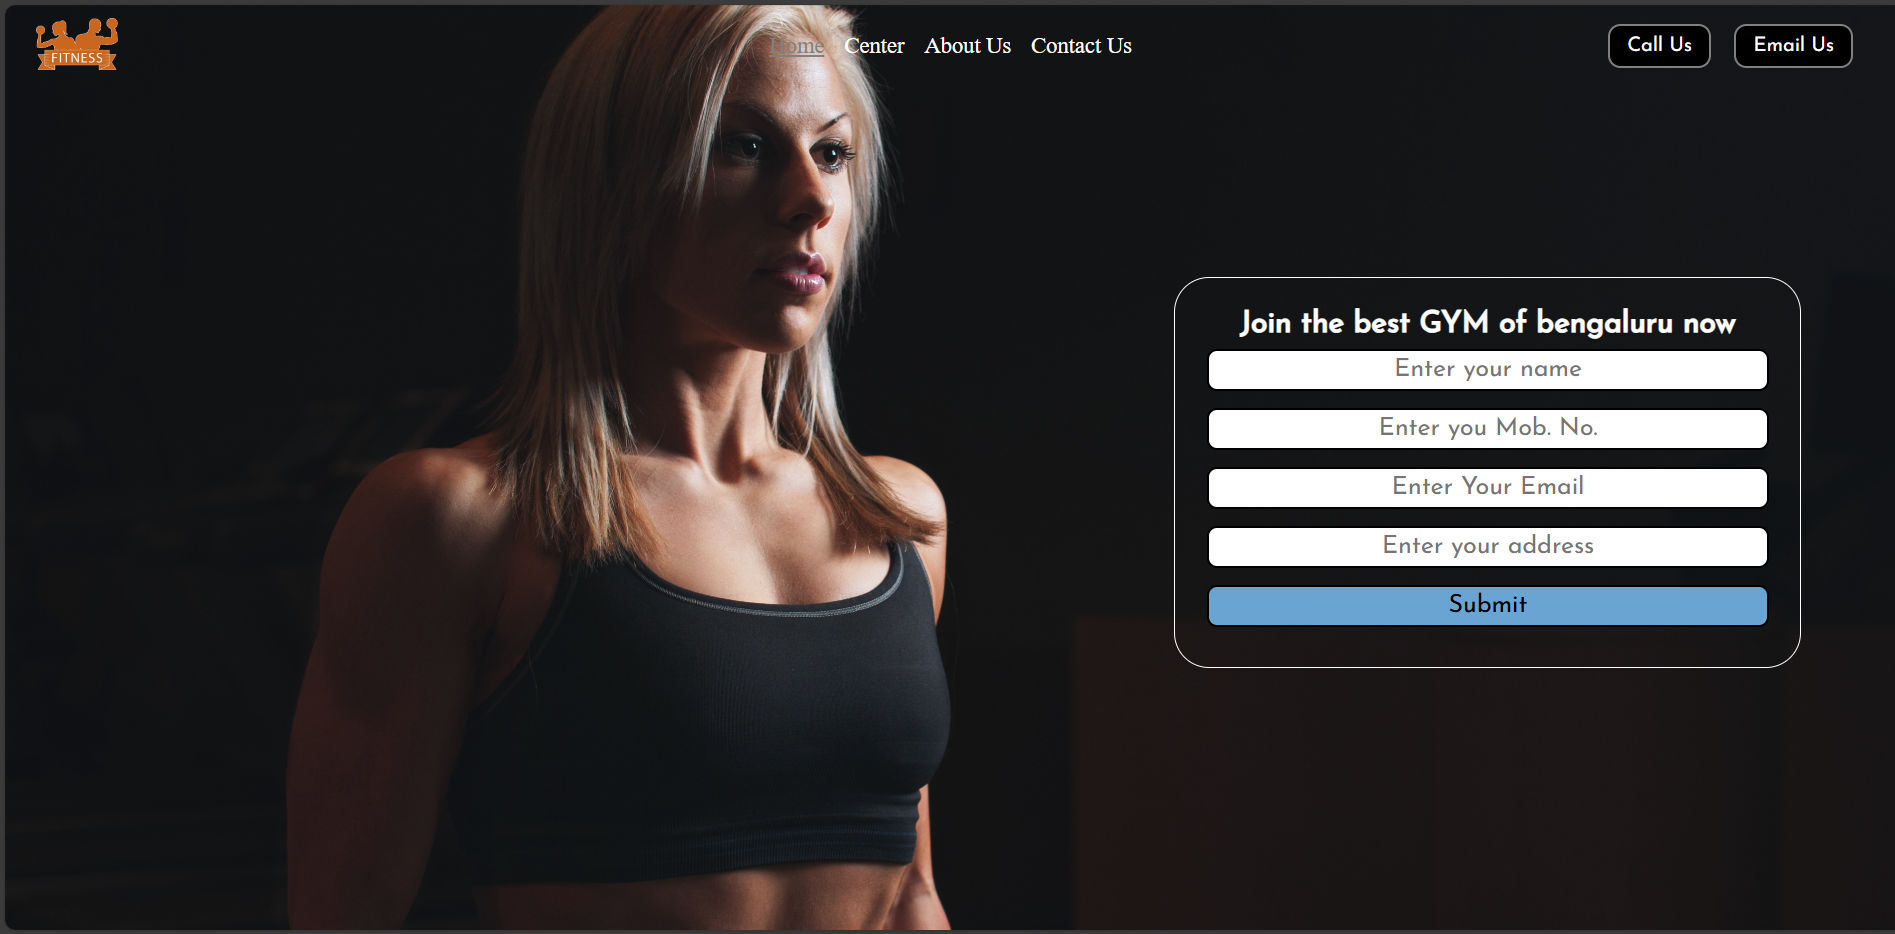 FITNESS
Home Center About Us Contact Us
Call Us Email Us
Join the best GYM of bengaluru now
Enter your name
Enter you Mob. No.
Enter Your Email
Enter your address
Submit